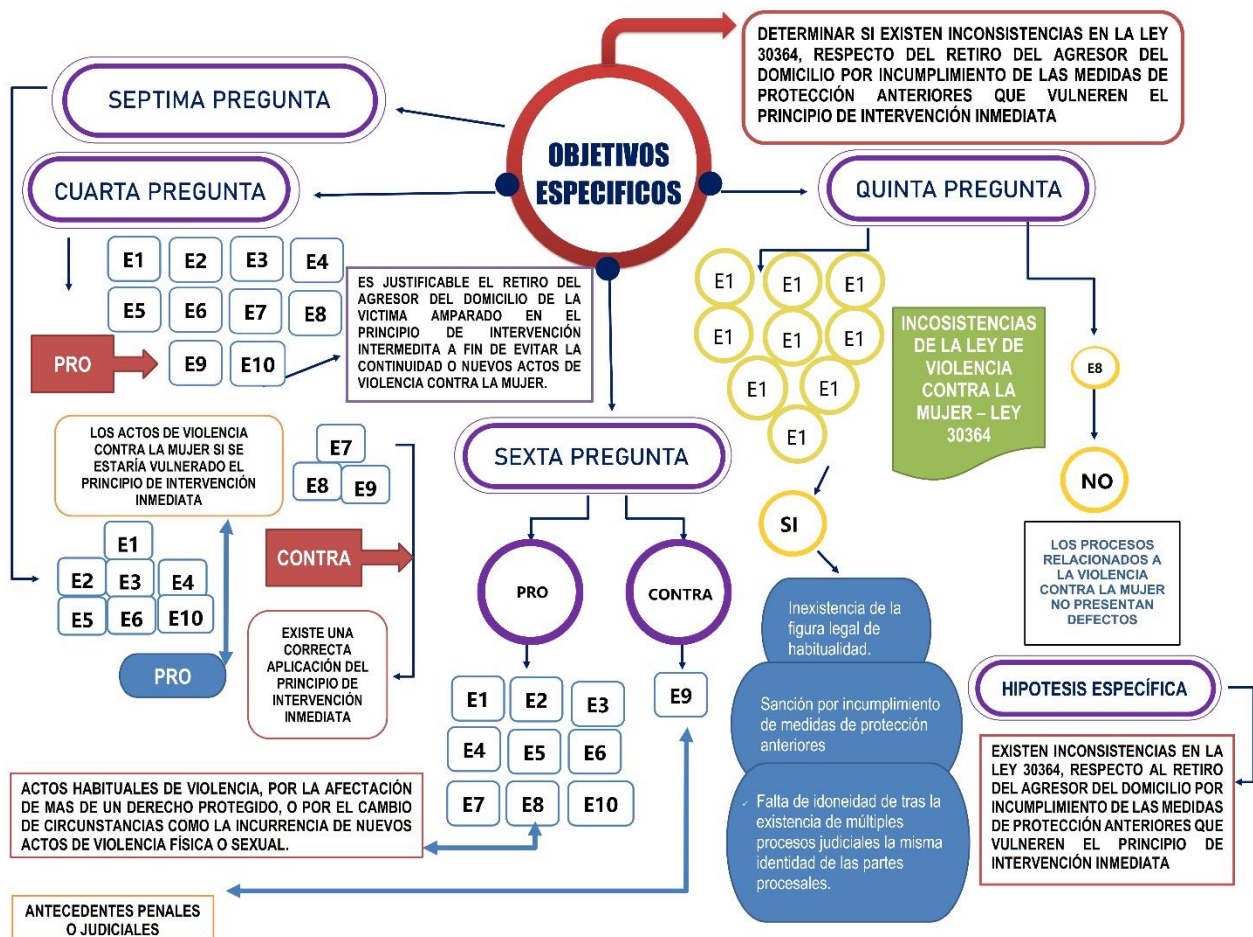 DETERMINAR SI EXISTEN INCONSISTENCIAS EN LA LEY
30364, RESPECTO DEL RETIRO DEL AGRESOR DEL
DOMICILIO POR INCUMPLIMIENTO DE LAS MEDIDAS DE
PROTECCIÓN ANTERIORES QUE VULNEREN EL
PRINCIPIO DE INTERVENCIÓN INMEDIATA
OBJETIVOS
ESPECIFICOS
SEPTIMA PREGUNTA
CUARTA PREGUNTA
QUINTA PREGUNTA
E1 E2 E3 E4
E5 E6 E7 E8
E9 E10
PRO
ES JUSTIFICABLE EL RETIRO DEL
AGRESOR DEL DOMICILIO DE LA
VICTIMA AMPARADO EN EL
PRINCIPIO DE INTERVENCIÓN
INTERMEDITA A FIN DE EVITAR LA
CONTINUIDAD O NUEVOS ACTOS DE
VIOLENCIA CONTRA LA MUJER.
E1 E1 E1
E1 E1 E1
E1 E1
E1
SI
INCOSISTENCIAS
DE LA LEY DE
VIOLENCIA
CONTRA LA
MUJER – LEY
30364
E8
NO
LOS PROCESOS
RELACIONADOS A
LA VIOLENCIA
CONTRA LA MUJER
NO PRESENTAN
DEFECTOS
LOS ACTOS DE VIOLENCIA
CONTRA LA MUJER SI SE
ESTARÍA VULNERADO EL
PRINCIPIO DE INTERVENCIÓN
INMEDIATA
E7
E8 E9
CONTRA
E1
E2 E3 E4
E5 E6 E10
PRO
EXISTE UNA
CORRECTA
APLICACIÓN DEL
PRINCIPIO DE
INTERVENCIÓN
INMEDIATA
SEXTA PREGUNTA
PRO
CONTRA
E1 E2 E3
E4 E5 E6
E7 E8 E10
E9
Inexistencia de la
figura legal de
habitualidad.
Sanción por incumplimiento
de medidas de protección
anteriores
✓ Falta de idoneidad de tras la
existencia de múltiples
procesos judiciales la misma
identidad de las partes
procesales.
HIPOTESIS ESPECÍFICA
EXISTEN INCONSISTENCIAS EN LA
LEY 30364, RESPECTO AL RETIRO
DEL AGRESOR DEL DOMICILIO POR
INCUMPLIMIENTO DE LAS MEDIDAS
DE PROTECCIÓN ANTERIORES QUE
VULNEREN EL PRINCIPIO DE
INTERVENCIÓN INMEDIATA
ACTOS HABITUALES DE VIOLENCIA, POR LA AFECTACIÓN
DE MAS DE UN DERECHO PROTEGIDO, O POR EL CAMBIO
DE CIRCUNSTANCIAS COMO LA INCURRENCIA DE NUEVOS
ACTOS DE VIOLENCIA FÍSICA O SEXUAL.
ANTECEDENTES PENALES
O JUDICIALES